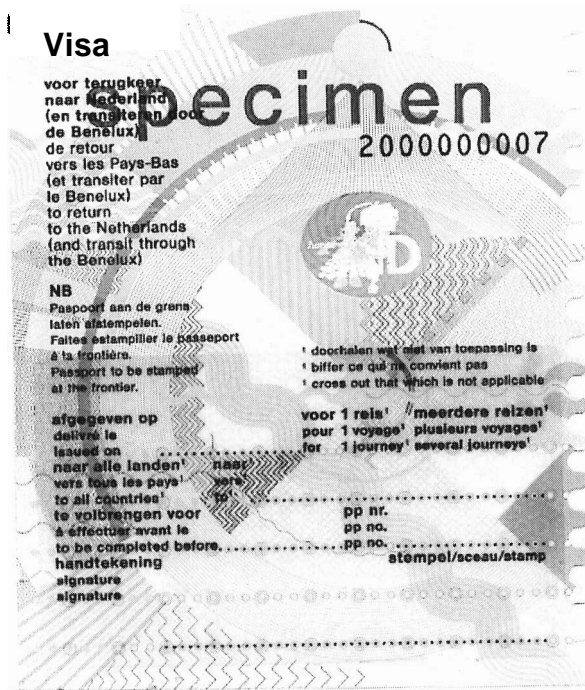 Visa
specimen
2000000007
voor terugkeer
naar Nederland
(en transiteren door
de Benelux)
de retour
vers les Pays-Bas
(et transiter par
le Benelux)
to return
to the Netherlands
(and transit through
the Benelux)
D
NB
Paspoort aan de grens
laten afstempelen.
Faites estampiller le passeport
à la frontière.
Passport to be stamped
at the frontier.
¹ doorhalen wat niet van toepassing is
¹ biffer ce qui ne convient pas
¹ cross out that which is not applicable
afgegeven op
délivré le
issued on
voor 1 reis¹ / meerdere reizen¹
pour 1 voyage¹ plusieurs voyages¹
for 1 journey¹ several journeys¹
naar alle landen¹ naar¹
vers tous les pays¹ vers¹
to all countries¹ to¹
te volbrengen voor pp nr.
à effectuer avant le pp no.
to be completed before pp no.
handtekening stempel/sceau/stamp
signature
signature